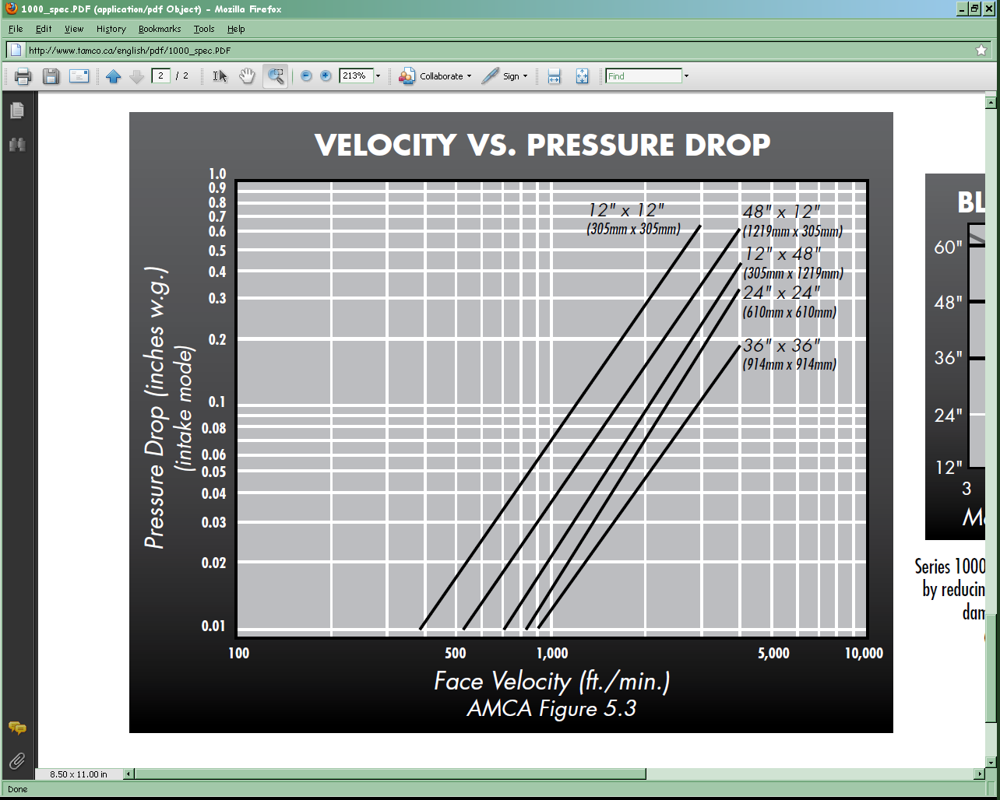 1000_spec.PDF (application/pdf Object) - Mozilla Firefox
File Edit View History Bookmarks Tools Help
http://www.tamco.ca/english/pdf/1000_spec.PDF
2 / 2 213% Collaborate Sign Find
VELOCITY VS. PRESSURE DROP
1.0
0.9
0.8
0.7
0.6
0.5
0.4
0.3
0.2
0.1
0.08
0.06
0.05
0.04
0.03
0.02
0.01
Pressure Drop (inches w.g.)
(intake mode)
12" x 12"
(305mm x 305mm)
48" x 12"
(1219mm x 305mm)
12" x 48"
(305mm x 1219mm)
24" x 24"
(610mm x 610mm)
36" x 36"
(914mm x 914mm)
100 500 1,000 5,000 10,000
Face Velocity (ft./min.)
AMCA Figure 5.3
BL
60"
48"
36"
24"
12"
3
Series 1000
by reducin
dam
8.50 x 11.00 in
Done